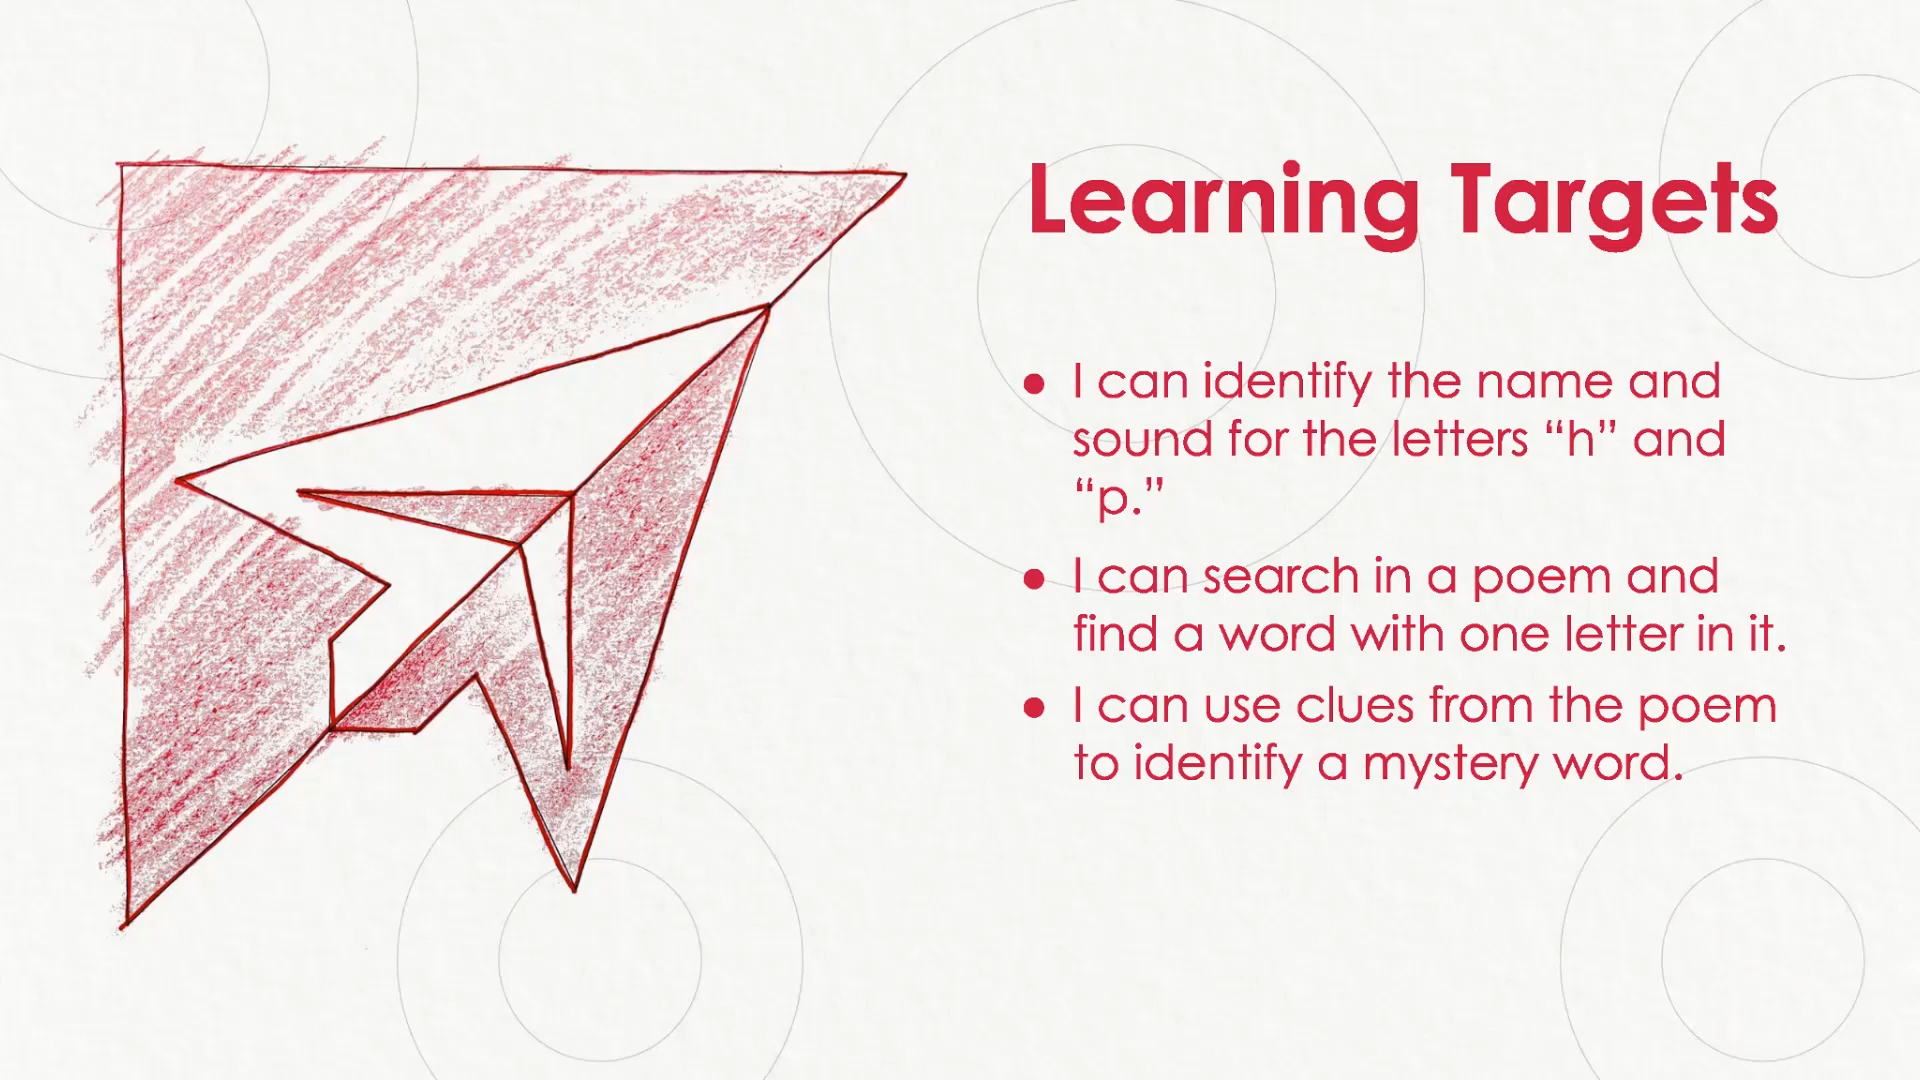 Learning Targets
● I can identify the name and
sound for the letters “h” and
“p.”
● I can search in a poem and
find a word with one letter in it.
● I can use clues from the poem
to identify a mystery word.